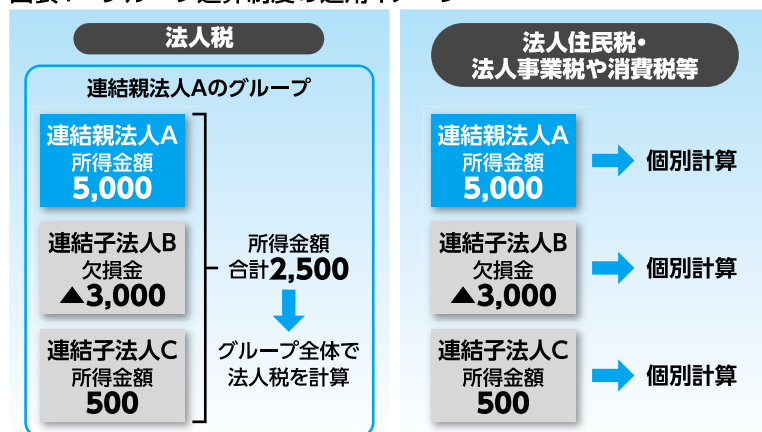 法人税
連結親法人Aのグループ
連結親法人A
所得金額
5,000
連結子法人B
欠損金
▲3,000
連結子法人C
所得金額
500
所得金額
合計2,500
グループ全体で
法人税を計算
法人住民税・
法人事業税や消費税等
連結親法人A
所得金額
5,000
個別計算
連結子法人B
欠損金
▲3,000
個別計算
連結子法人C
所得金額
500
個別計算